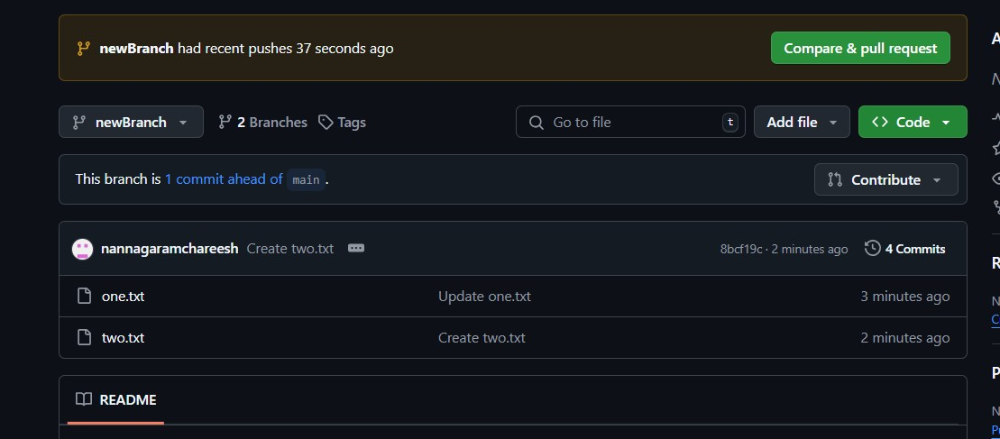 newBranch had recent pushes 37 seconds ago
Compare & pull request
newBranch
2 Branches
Tags
Go to file
t
Add file
Code
This branch is 1 commit ahead of main .
Contribute
nannagaramchareesh Create two.txt
8bcf19c · 2 minutes ago
4 Commits
one.txt
Update one.txt
3 minutes ago
two.txt
Create two.txt
2 minutes ago
README